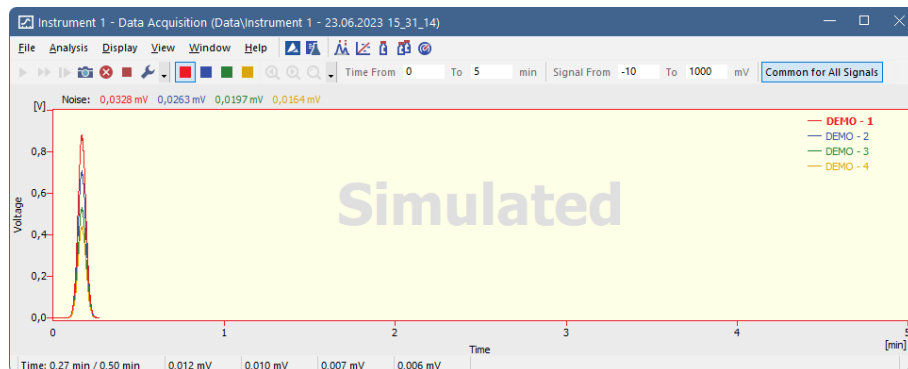 Instrument 1 - Data Acquisition (Data\Instrument 1 - 23.06.2023 15_31_14)
File Analysis Display View Window Help
Time From 0 To 5 min Signal From -10 To 1000 mV Common for All Signals
Noise: 0,0328 mV 0,0263 mV 0,0197 mV 0,0164 mV
[V]
DEMO - 1
DEMO - 2
DEMO - 3
DEMO - 4
0,8
0,6
0,4
0,2
0,0
Voltage
Simulated
0 1 2 3 4 5
Time
[min]
Time: 0.27 min / 0.50 min 0.012 mV 0.010 mV 0.007 mV 0.006 mV